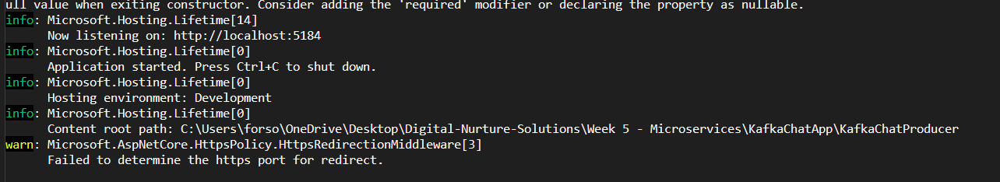 ull value when exiting constructor. Consider adding the 'required' modifier or declaring the property as nullable.
info: Microsoft.Hosting.Lifetime[14]
      Now listening on: http://localhost:5184
info: Microsoft.Hosting.Lifetime[0]
      Application started. Press Ctrl+C to shut down.
info: Microsoft.Hosting.Lifetime[0]
      Hosting environment: Development
info: Microsoft.Hosting.Lifetime[0]
      Content root path: C:\Users\forso\OneDrive\Desktop\Digital-Nurture-Solutions\Week 5 - Microservices\KafkaChatApp\KafkaChatProducer
warn: Microsoft.AspNetCore.HttpsPolicy.HttpsRedirectionMiddleware[3]
      Failed to determine the https port for redirect.